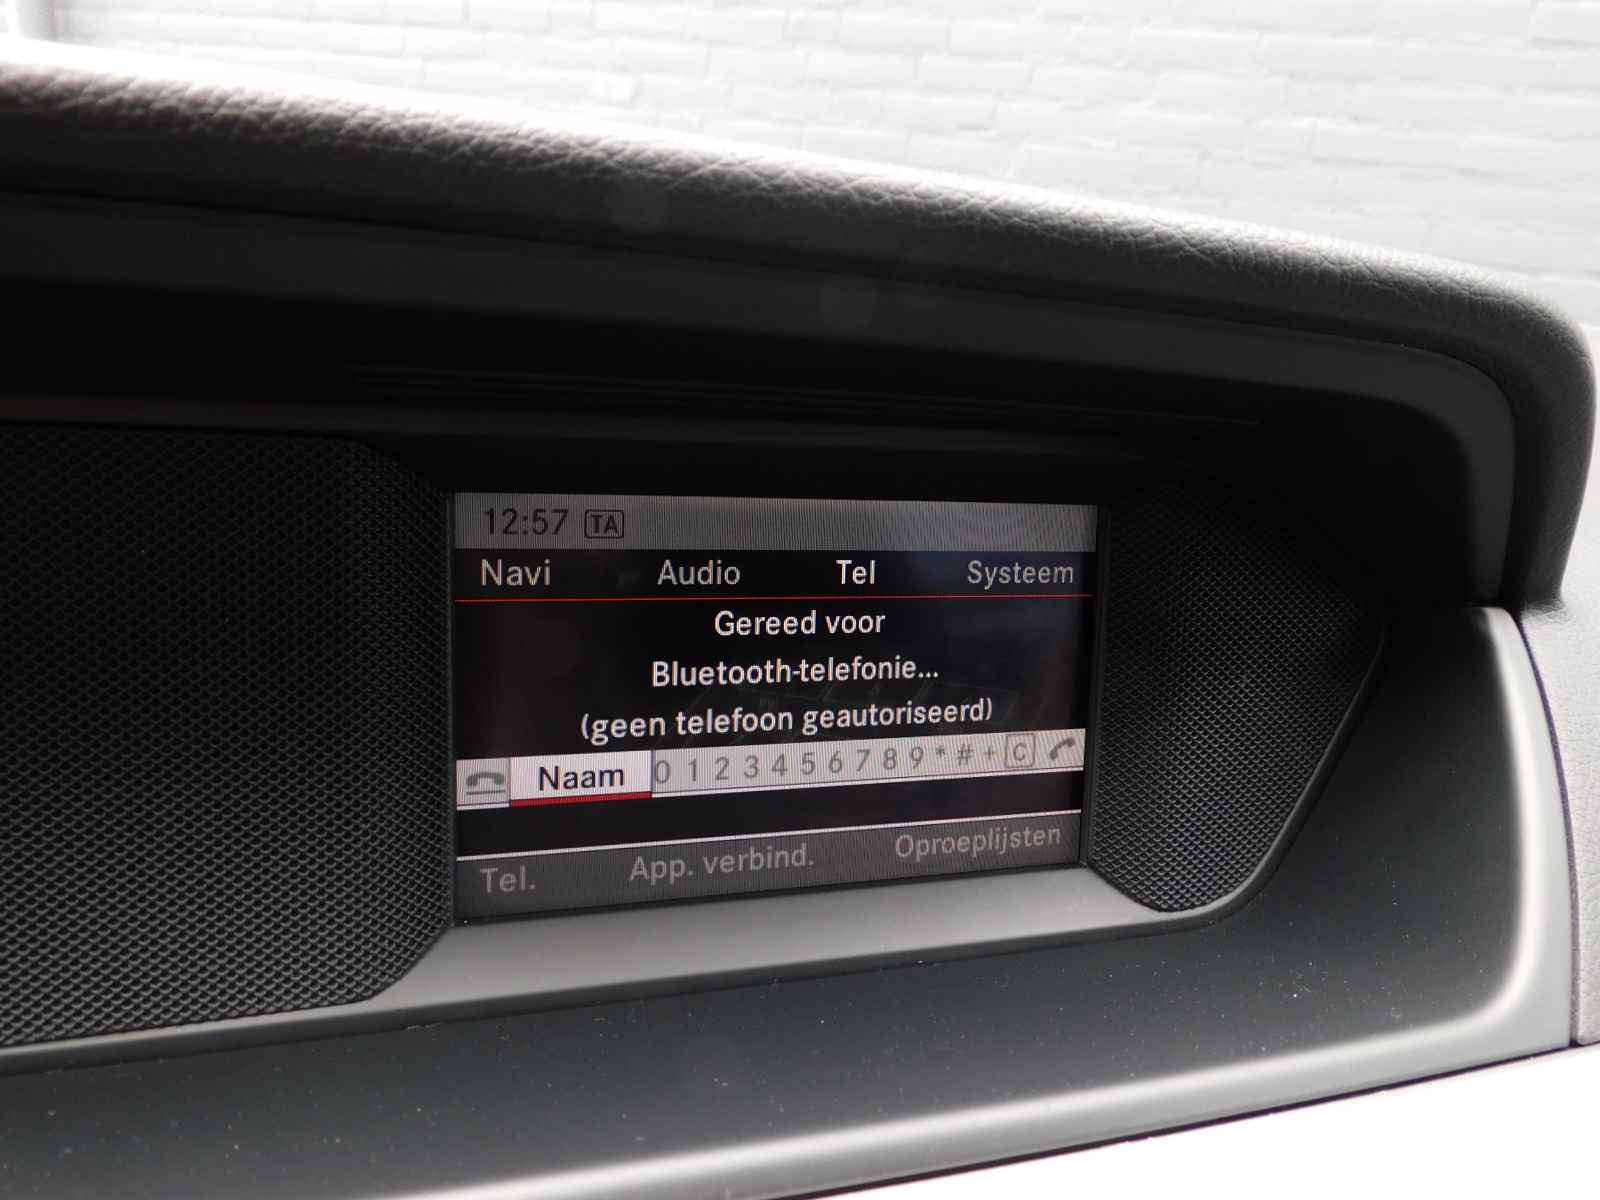 12:57 TA
Navi Audio Tel Systeem
Gereed voor
Bluetooth-telefonie...
(geen telefoon geautoriseerd)
Naam 0 1 2 3 4 5 6 7 8 9 * # + C
Tel. App. verbind. Oproeplijsten